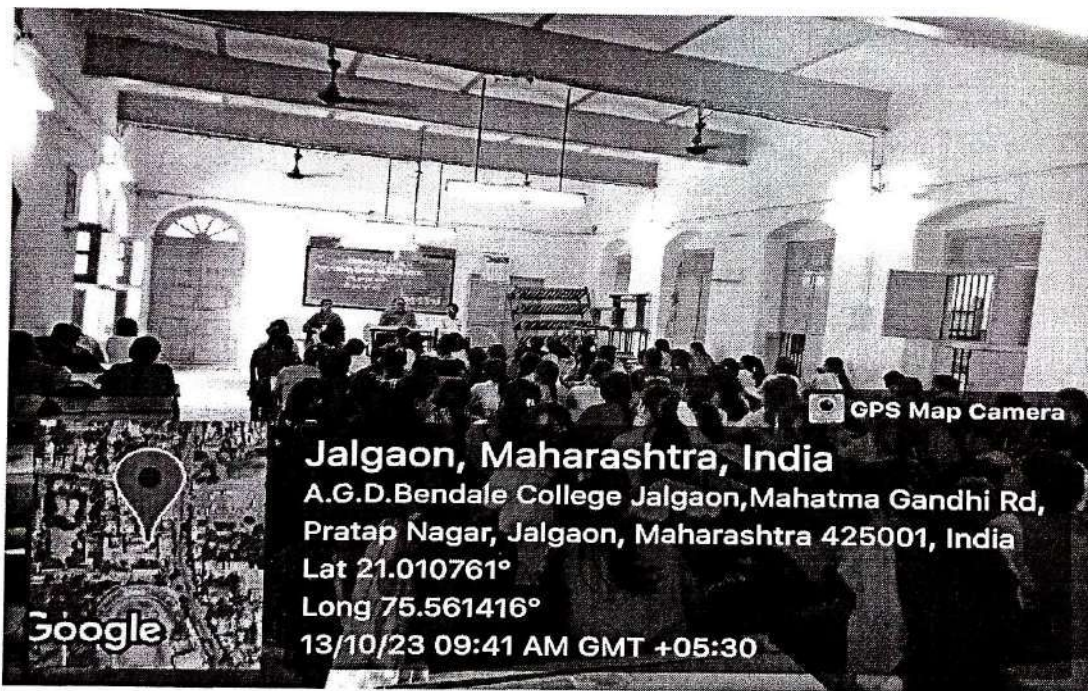 GPS Map Camera
Jalgaon, Maharashtra, India
A.G.D.Bendale College Jalgaon,Mahatma Gandhi Rd,
Pratap Nagar, Jalgaon, Maharashtra 425001, India
Lat 21.010761°
Long 75.561416°
13/10/23 09:41 AM GMT +05:30
Google